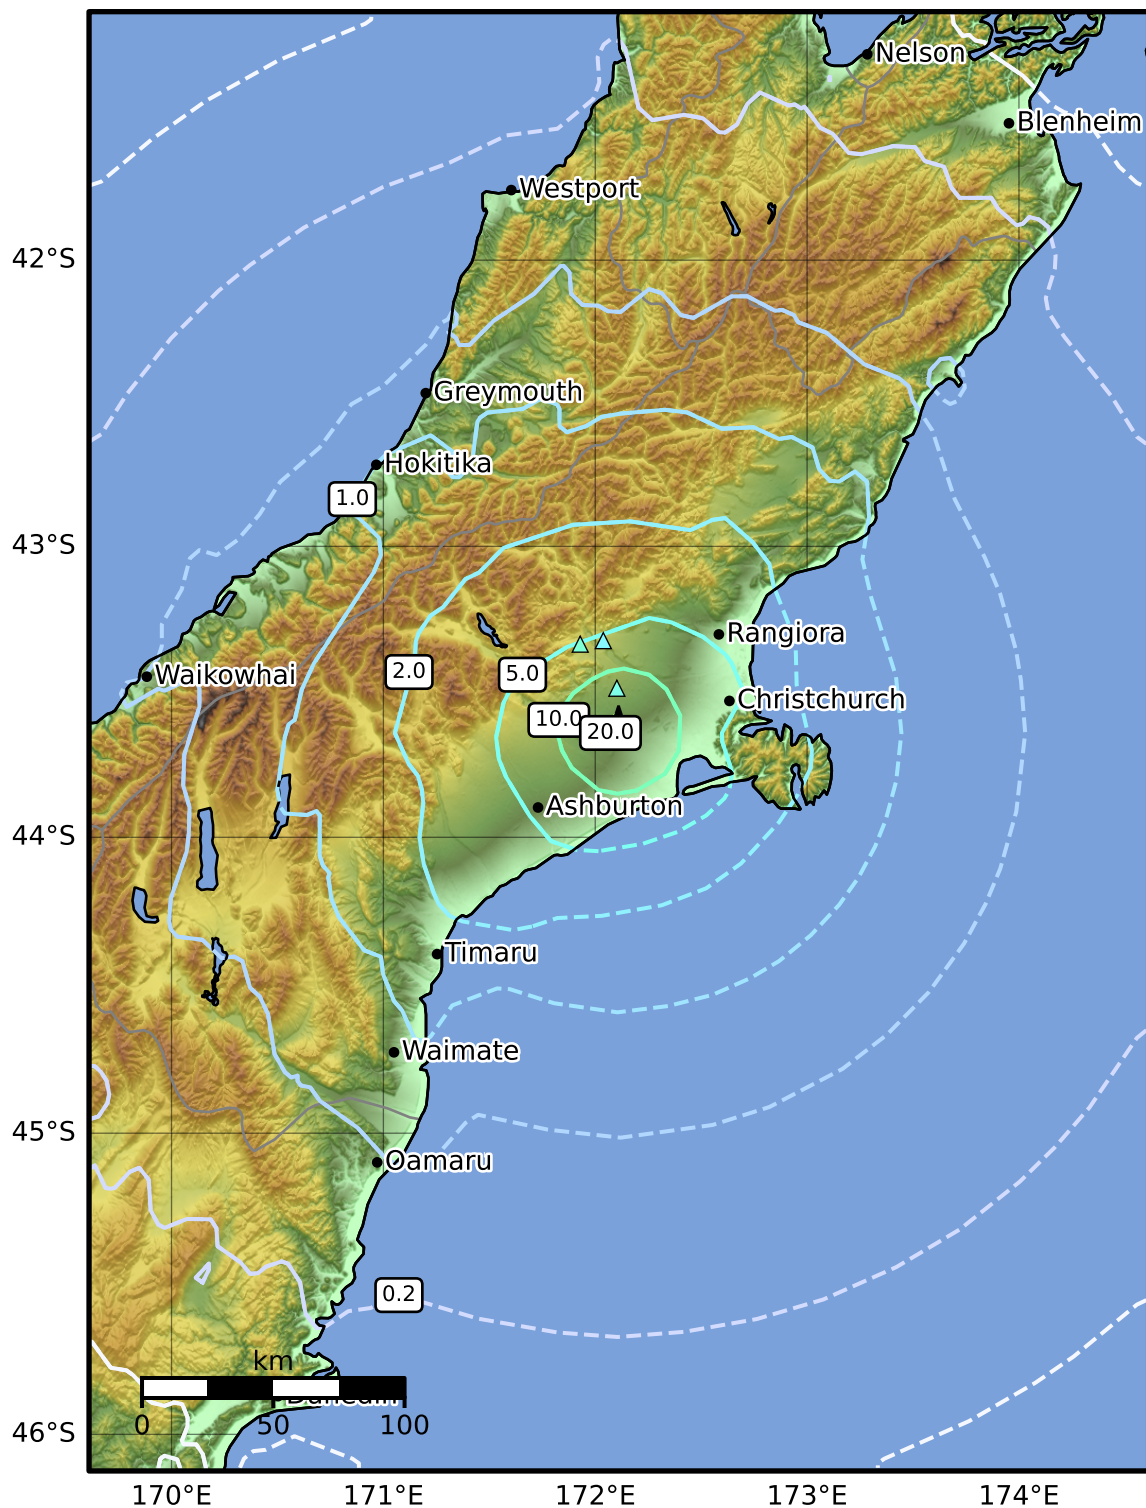 Nelson
Blenheim
Westport
42°S
Greymouth
Hokitika
1.0
43°S
Rangiora
Waikowhai
2.0
5.0
Christchurch
10.0
20.0
Ashburton
44°S
Timaru
Waimate
45°S
Oamaru
0.2
km
Dunedin
0 50 100
46°S
170°E 171°E 172°E 173°E 174°E